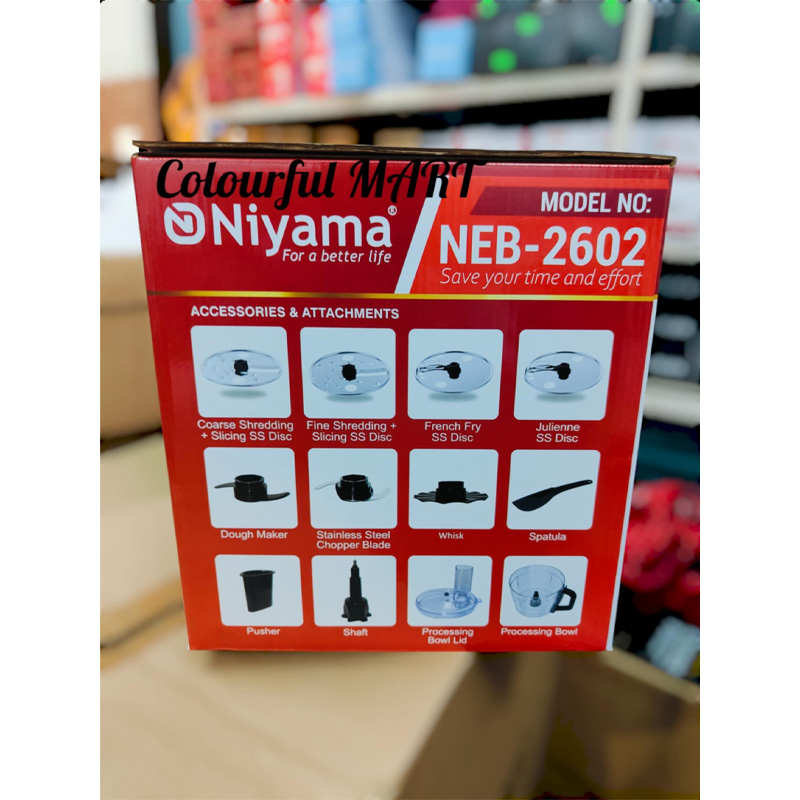 Colourful MART
Niyama®
For a better life
MODEL NO:
NEB-2602
Save your time and effort
ACCESSORIES & ATTACHMENTS
Coarse Shredding
+ Slicing SS Disc
Fine Shredding +
Slicing SS Disc
French Fry
SS Disc
Julienne
SS Disc
Dough Maker
Stainless Steel
Chopper Blade
Whisk
Spatula
Pusher
Shaft
Processing
Bowl Lid
Processing Bowl